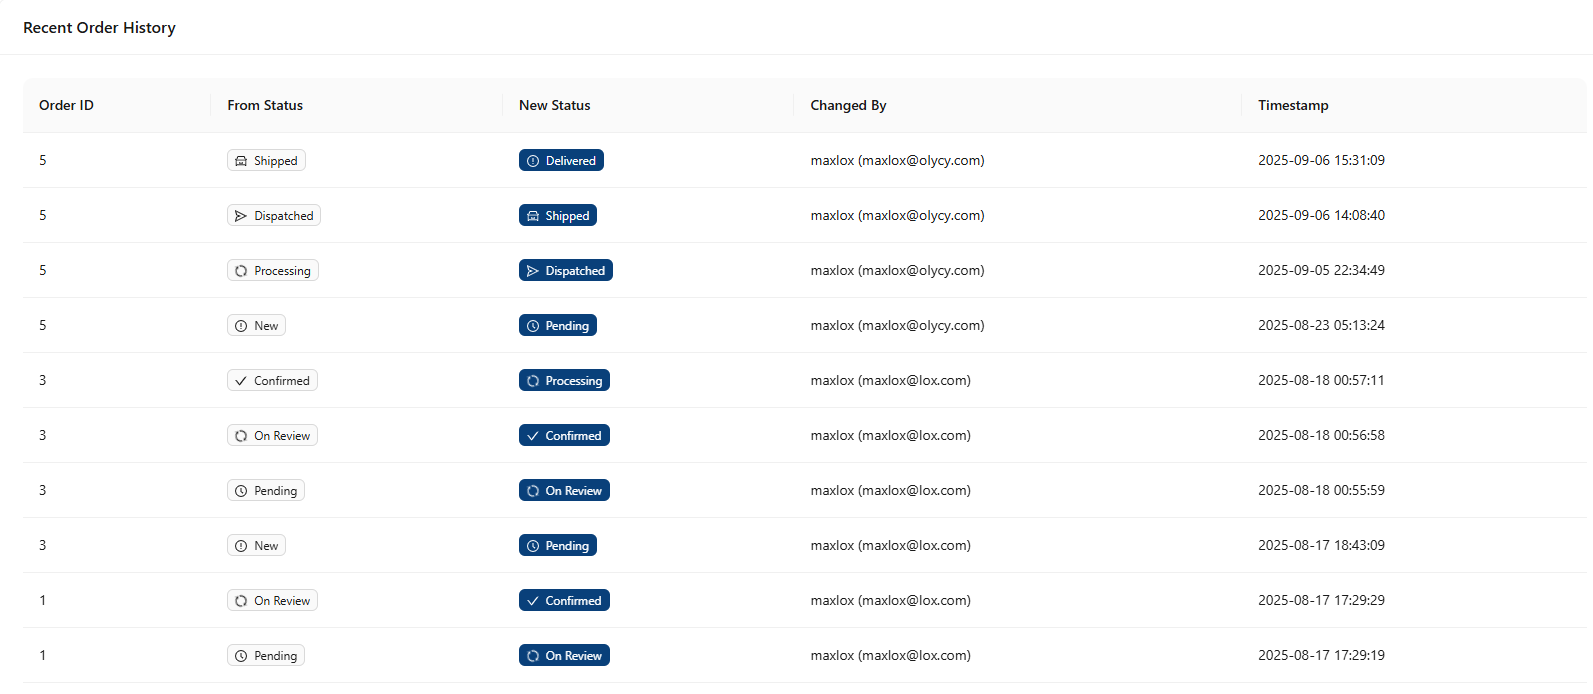 Recent Order History
Order ID From Status New Status Changed By Timestamp
5 Shipped Delivered maxlox (maxlox@olycy.com) 2025-09-06 15:31:09
5 Dispatched Shipped maxlox (maxlox@olycy.com) 2025-09-06 14:08:40
5 Processing Dispatched maxlox (maxlox@olycy.com) 2025-09-05 22:34:49
5 New Pending maxlox (maxlox@olycy.com) 2025-08-23 05:13:24
3 Confirmed Processing maxlox (maxlox@lox.com) 2025-08-18 00:57:11
3 On Review Confirmed maxlox (maxlox@lox.com) 2025-08-18 00:56:58
3 Pending On Review maxlox (maxlox@lox.com) 2025-08-18 00:55:59
3 New Pending maxlox (maxlox@lox.com) 2025-08-17 18:43:09
1 On Review Confirmed maxlox (maxlox@lox.com) 2025-08-17 17:29:29
1 Pending On Review maxlox (maxlox@lox.com) 2025-08-17 17:29:19